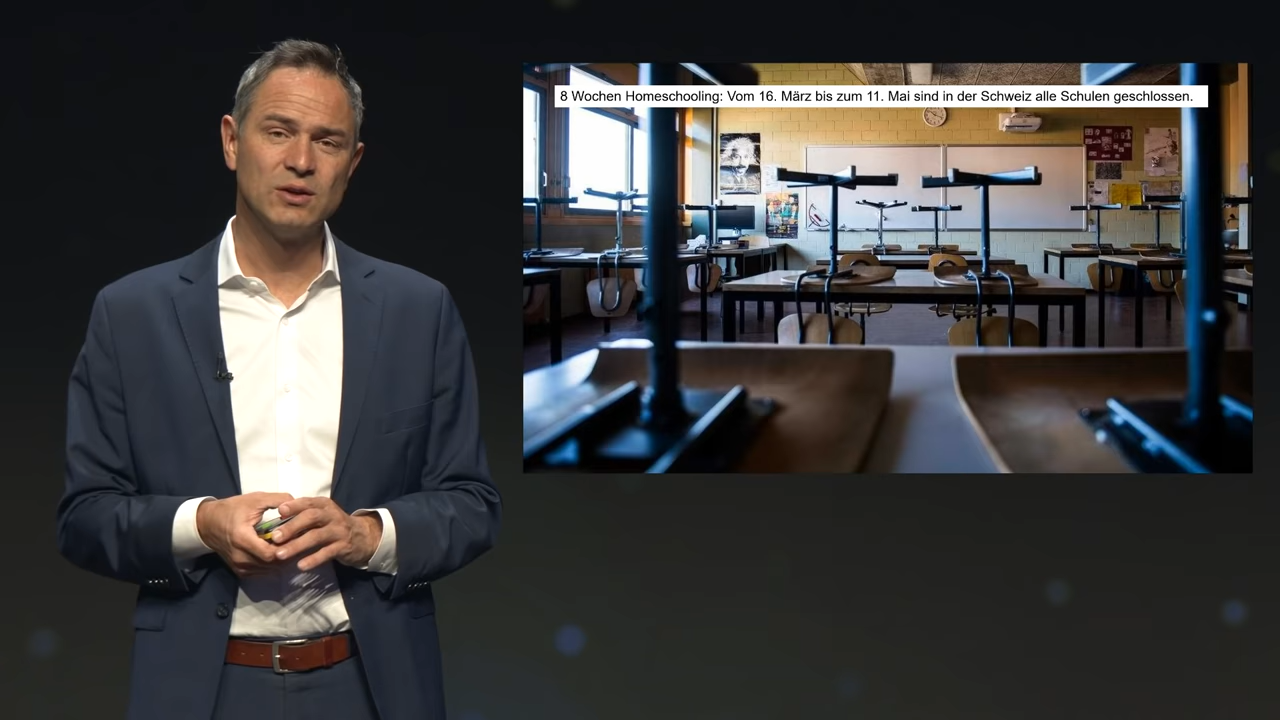 8 Wochen Homeschooling: Vom 16. März bis zum 11. Mai sind in der Schweiz alle Schulen geschlossen.